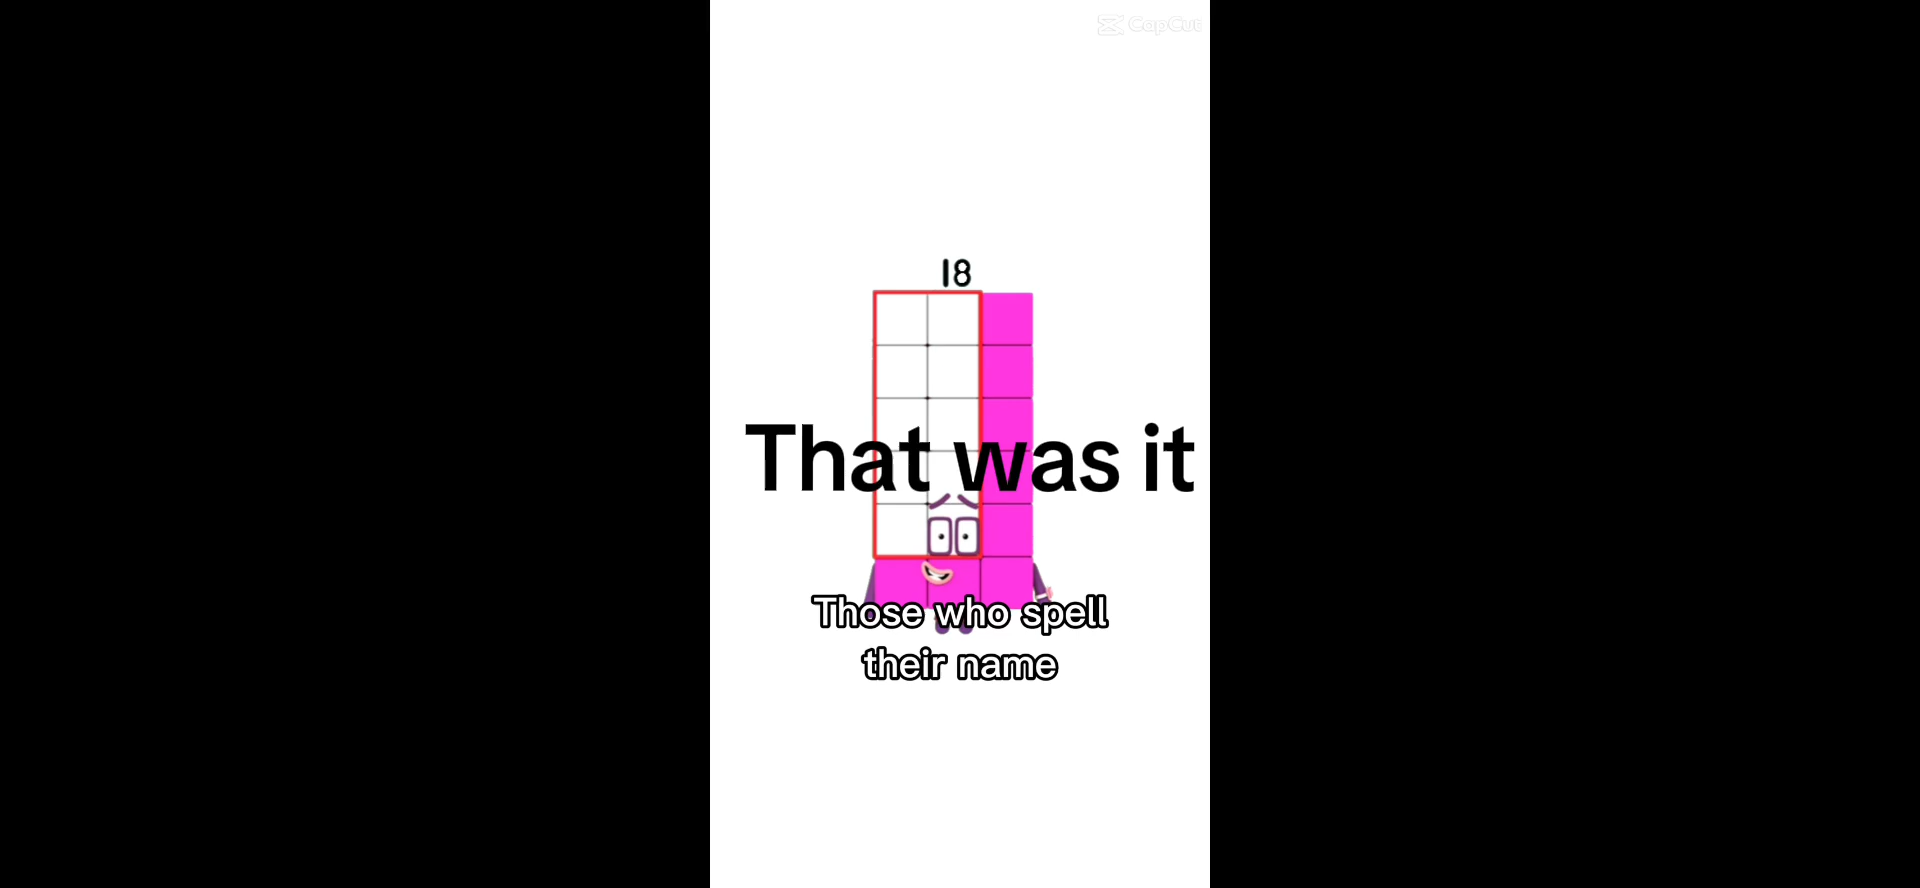 CapCut
18
That was it
Those who spell
their name